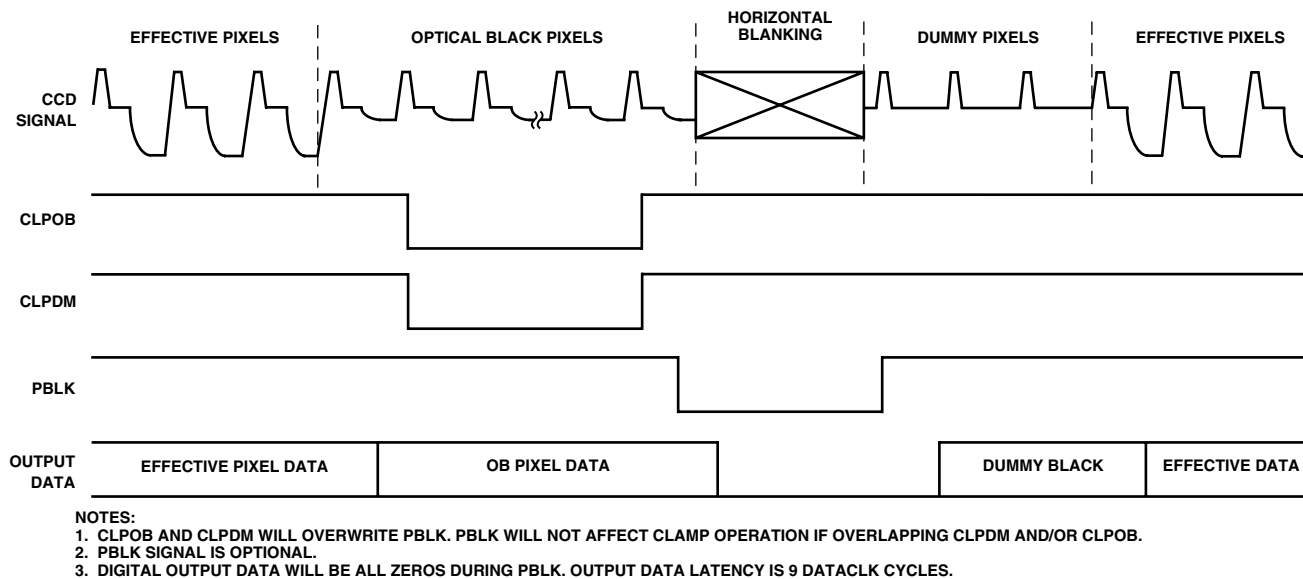 EFFECTIVE PIXELS
OPTICAL BLACK PIXELS
HORIZONTAL
BLANKING
DUMMY PIXELS
EFFECTIVE PIXELS
CCD
SIGNAL
CLPOB
CLPDM
PBLK
OUTPUT
DATA
EFFECTIVE PIXEL DATA
OB PIXEL DATA
DUMMY BLACK
EFFECTIVE DATA
NOTES:
1. CLPOB AND CLPDM WILL OVERWRITE PBLK. PBLK WILL NOT AFFECT CLAMP OPERATION IF OVERLAPPING CLPDM AND/OR CLPOB.
2. PBLK SIGNAL IS OPTIONAL.
3. DIGITAL OUTPUT DATA WILL BE ALL ZEROS DURING PBLK. OUTPUT DATA LATENCY IS 9 DATACLK CYCLES.